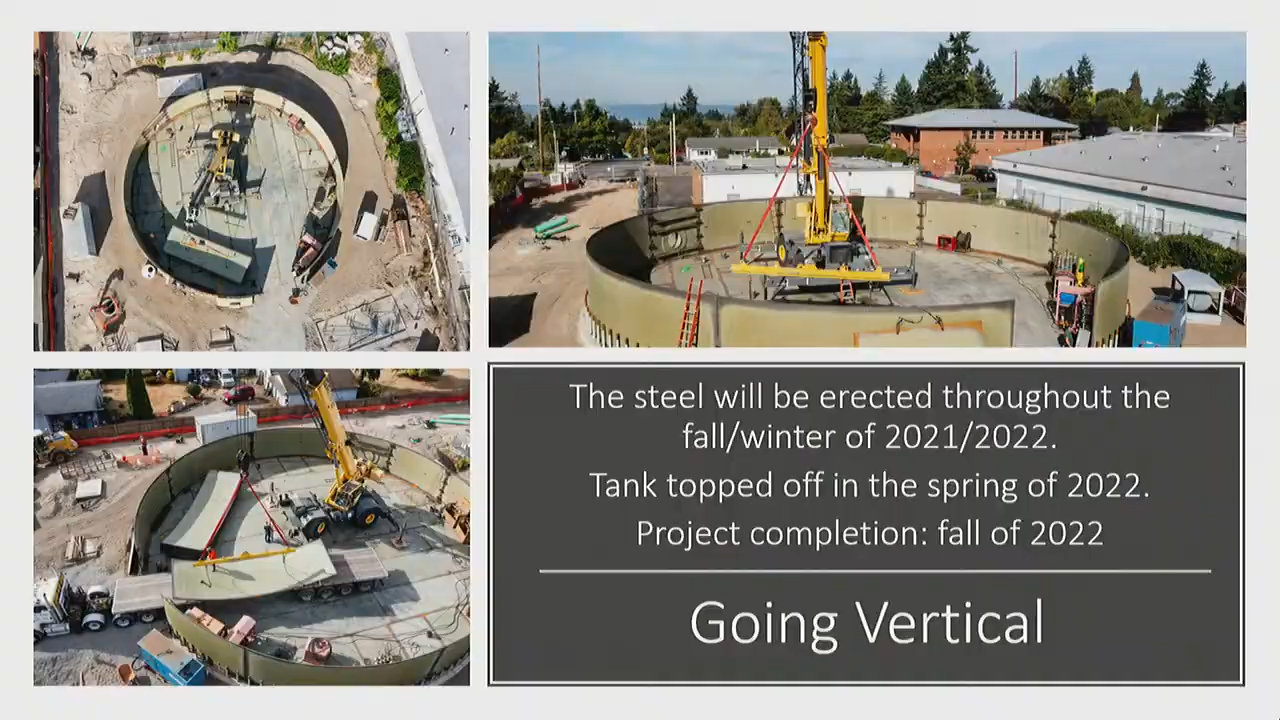 The steel will be erected throughout the
fall/winter of 2021/2022.
Tank topped off in the spring of 2022.
Project completion: fall of 2022
Going Vertical